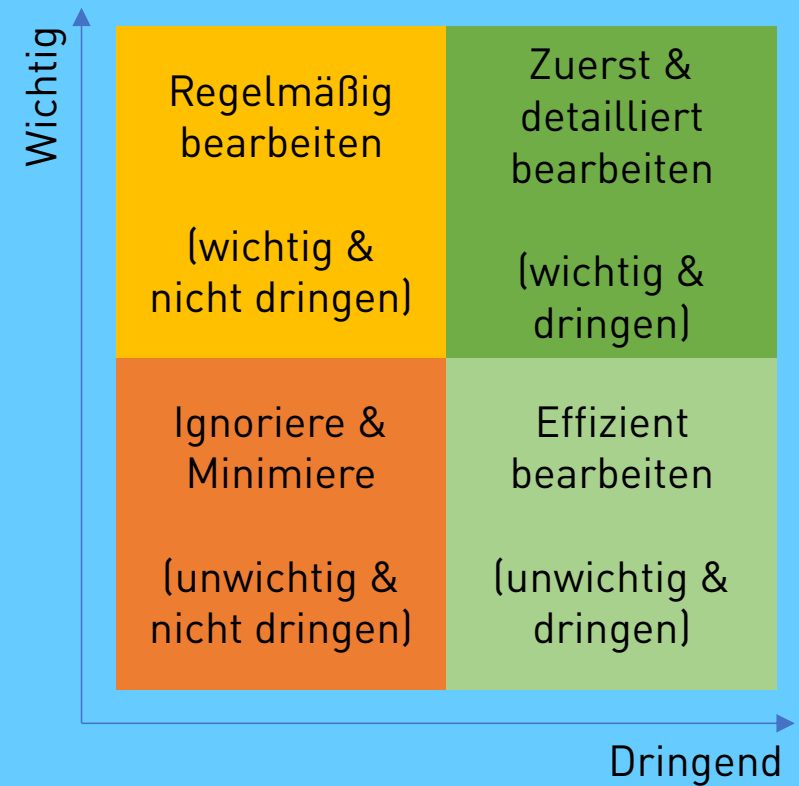 Wichtig
Regelmäßig
bearbeiten
(wichtig &
nicht dringen)
Zuerst &
detailliert
bearbeiten
(wichtig &
dringen)
Ignoriere &
Minimiere
(unwichtig &
nicht dringen)
Effizient
bearbeiten
(unwichtig &
dringen)
Dringend